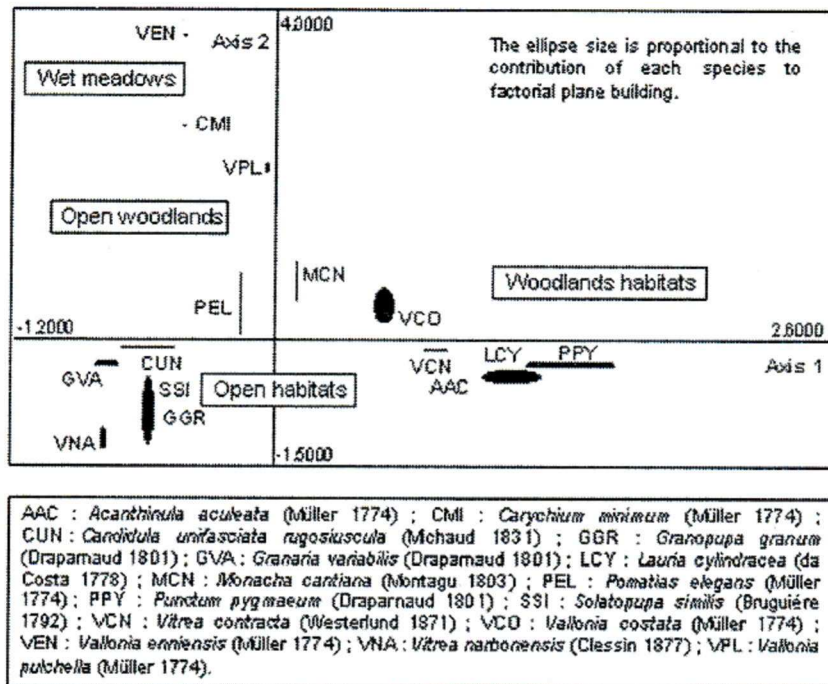 VEN
Axis 2
4.0000
The ellipse size is proportional to the
contribution of each species to
factorial plane building.
Wet meadows
CMI
VPL
Open woodlands
MCN
Woodlands habitats
PEL
VCO
-1.2000
2.6000
CUN
VCN
LCY
PPY
GVA
SSI
Open habitats
AAC
Axis 1
GGR
VNA
-1.5000
AAC : Acanthinula aculeata (Müller 1774) ; CMI : Carychium minimum (Müller 1774) ;
CUN : Candidula unifasciata rugosiuscula (Mchaud 1831) ; GGR : Granopupa granum
(Draparnaud 1801) ; GVA : Granaria variabilis (Draparnaud 1801) ; LCY : Lauria cylindracea (da
Costa 1778) ; MCN : Monacha cantiana (Montagu 1803) ; PEL : Pomatias elegans (Müller
1774) ; PPY : Punctum pygmaeum (Draparnaud 1801) ; SSI : Solatopupa similis (Bruguiére
1792) ; VCN : Vitrea contracta (Westerlund 1871) ; VCO : Vallonia costata (Müller 1774) ;
VEN : Vallonia enniensis (Müller 1774) ; VNA : Vitrea narbonensis (Clessin 1877) ; VPL : Vallonia
pulchella (Müller 1774).